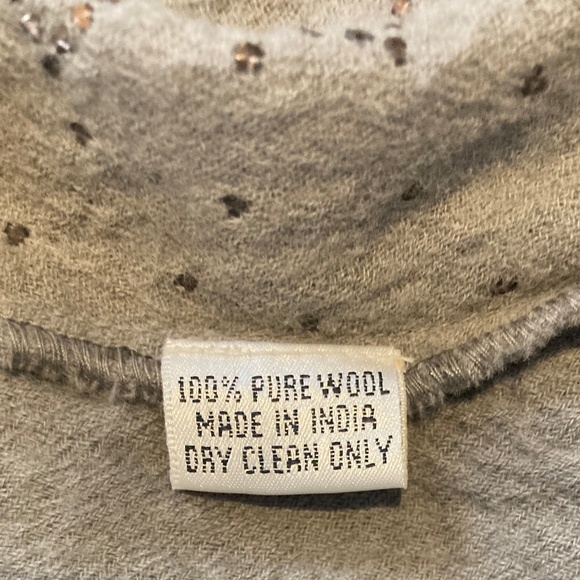 100% PURE WOOL
MADE IN INDIA
DRY CLEAN ONLY